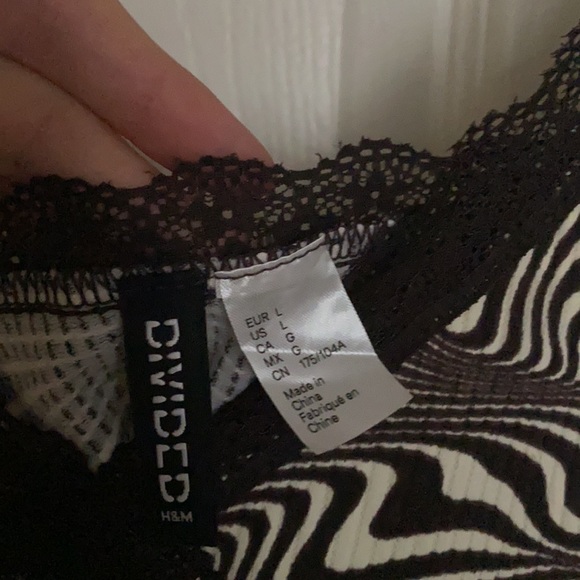 DIVIDED
H&M
EUR L
US L
CA G
MX G
CN 175/104A
Made in
China
Fabriqué en
Chine